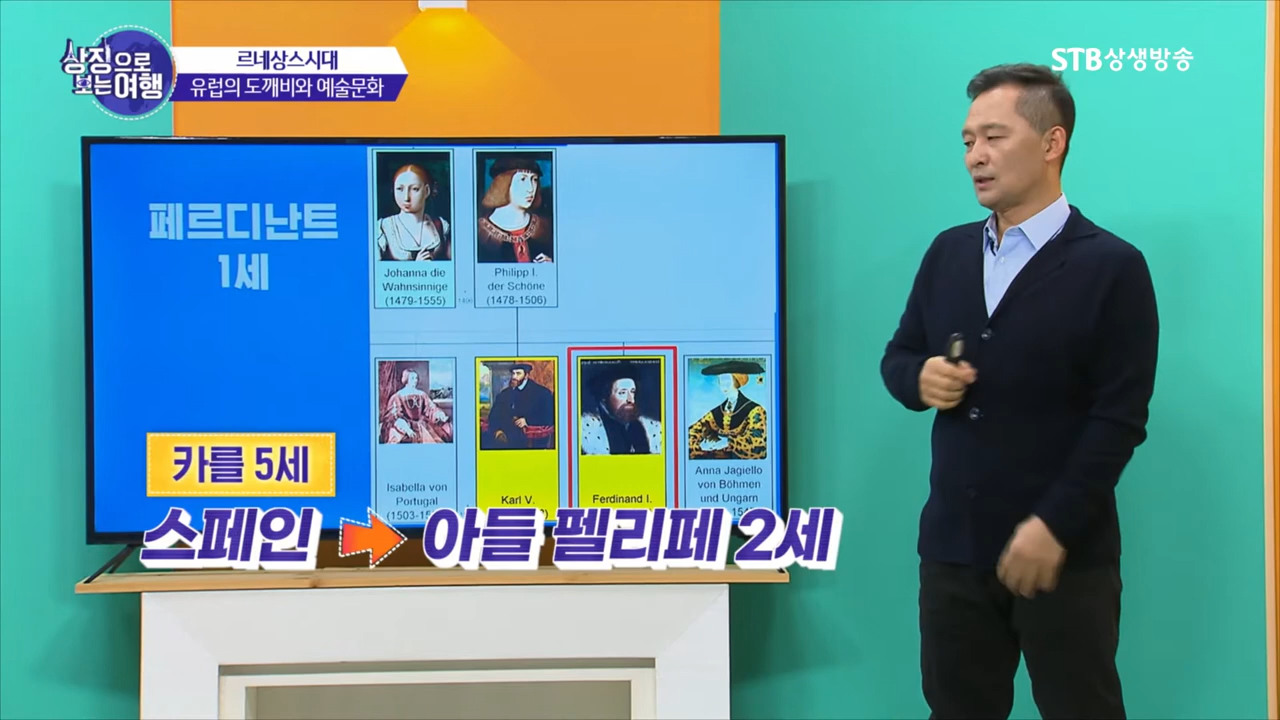 상징으로
보는여행
르네상스시대
유럽의 도깨비와 예술문화
STB상생방송
페르디난트
1세
Johanna die
Wahnsinnige
(1479-1555)
Philipp I.
der Schöne
(1478-1506)
Isabella von
Portugal
Karl V.
Ferdinand I.
Anna Jagiello
von Böhmen
und Ungarn
카를 5세
스페인
아들 펠리페 2세